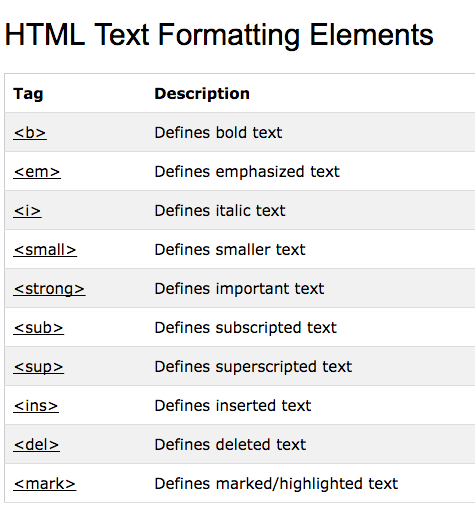 HTML Text Formatting Elements
Tag Description
<b> Defines bold text
<em> Defines emphasized text
<i> Defines italic text
<small> Defines smaller text
<strong> Defines important text
<sub> Defines subscripted text
<sup> Defines superscripted text
<ins> Defines inserted text
<del> Defines deleted text
<mark> Defines marked/highlighted text